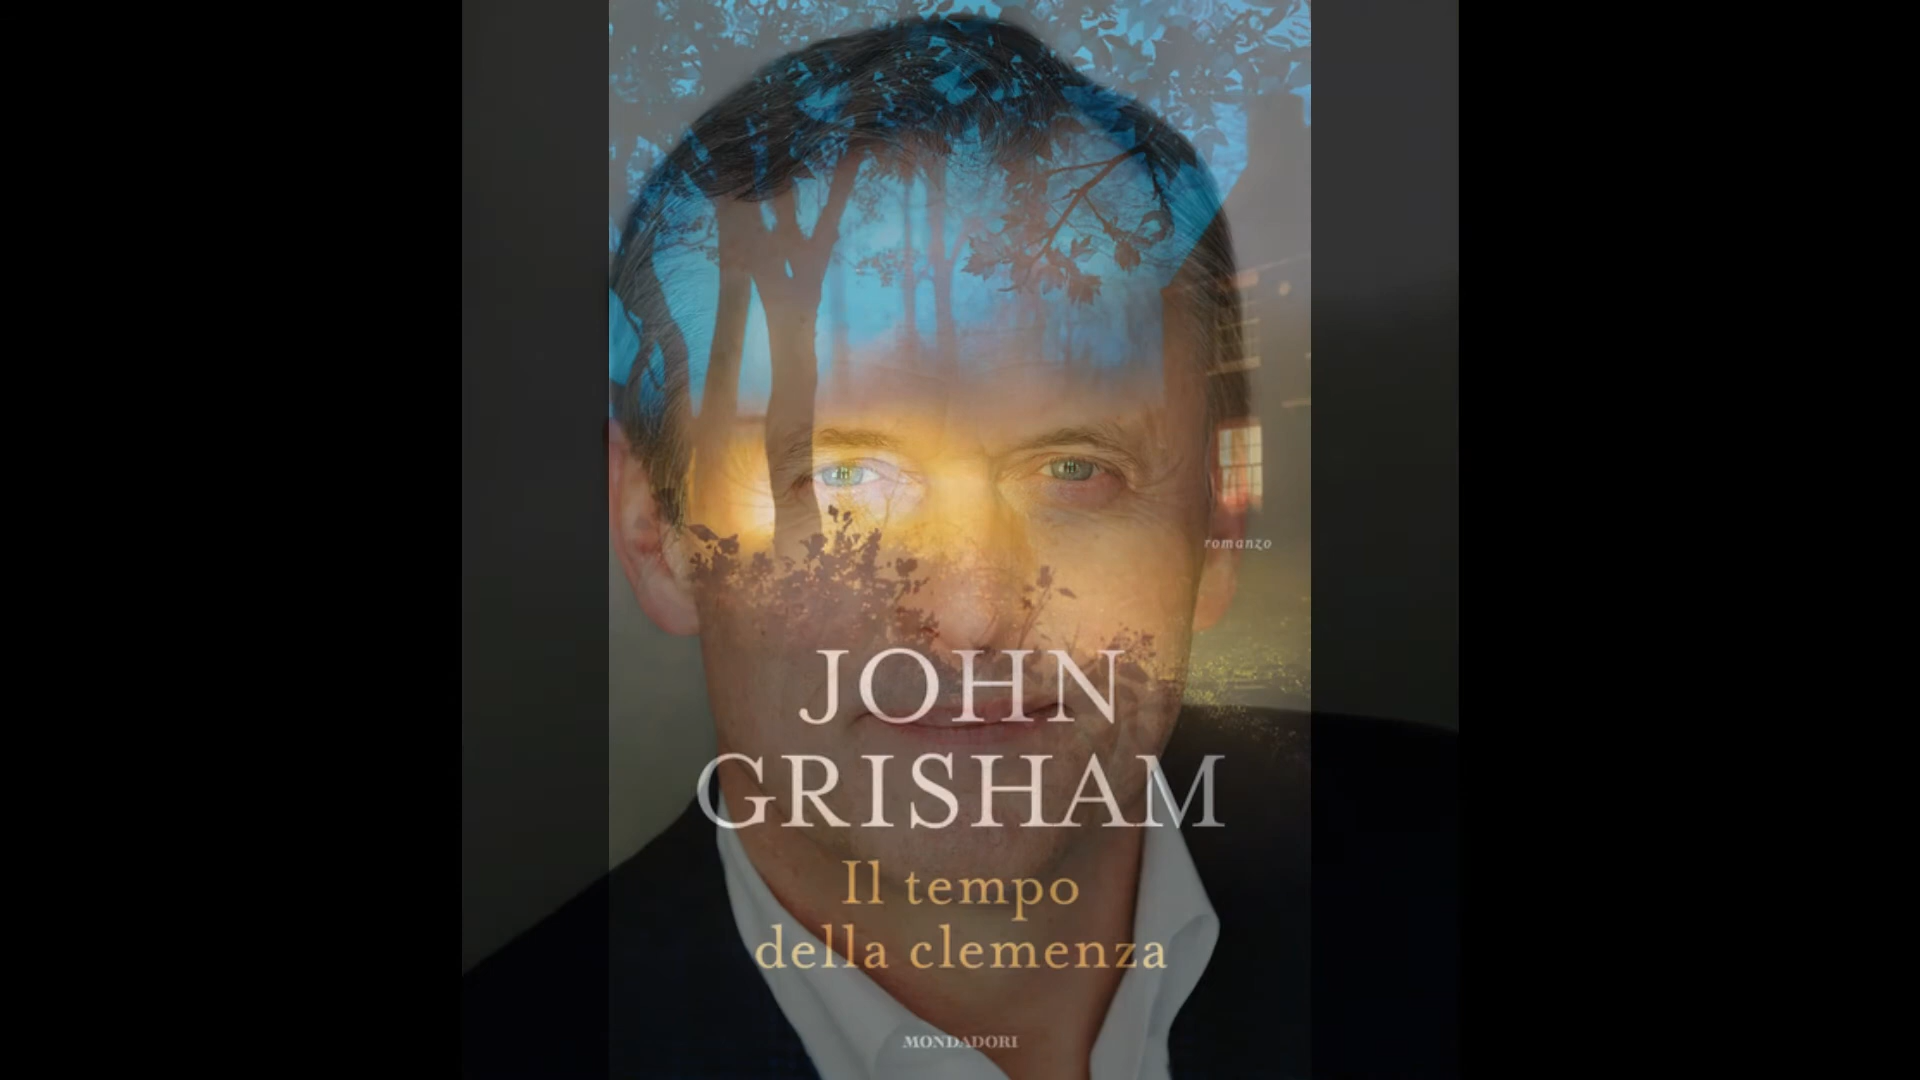 romanzo
JOHN
GRISHAM
Il tempo
della clemenza
MONDADORI